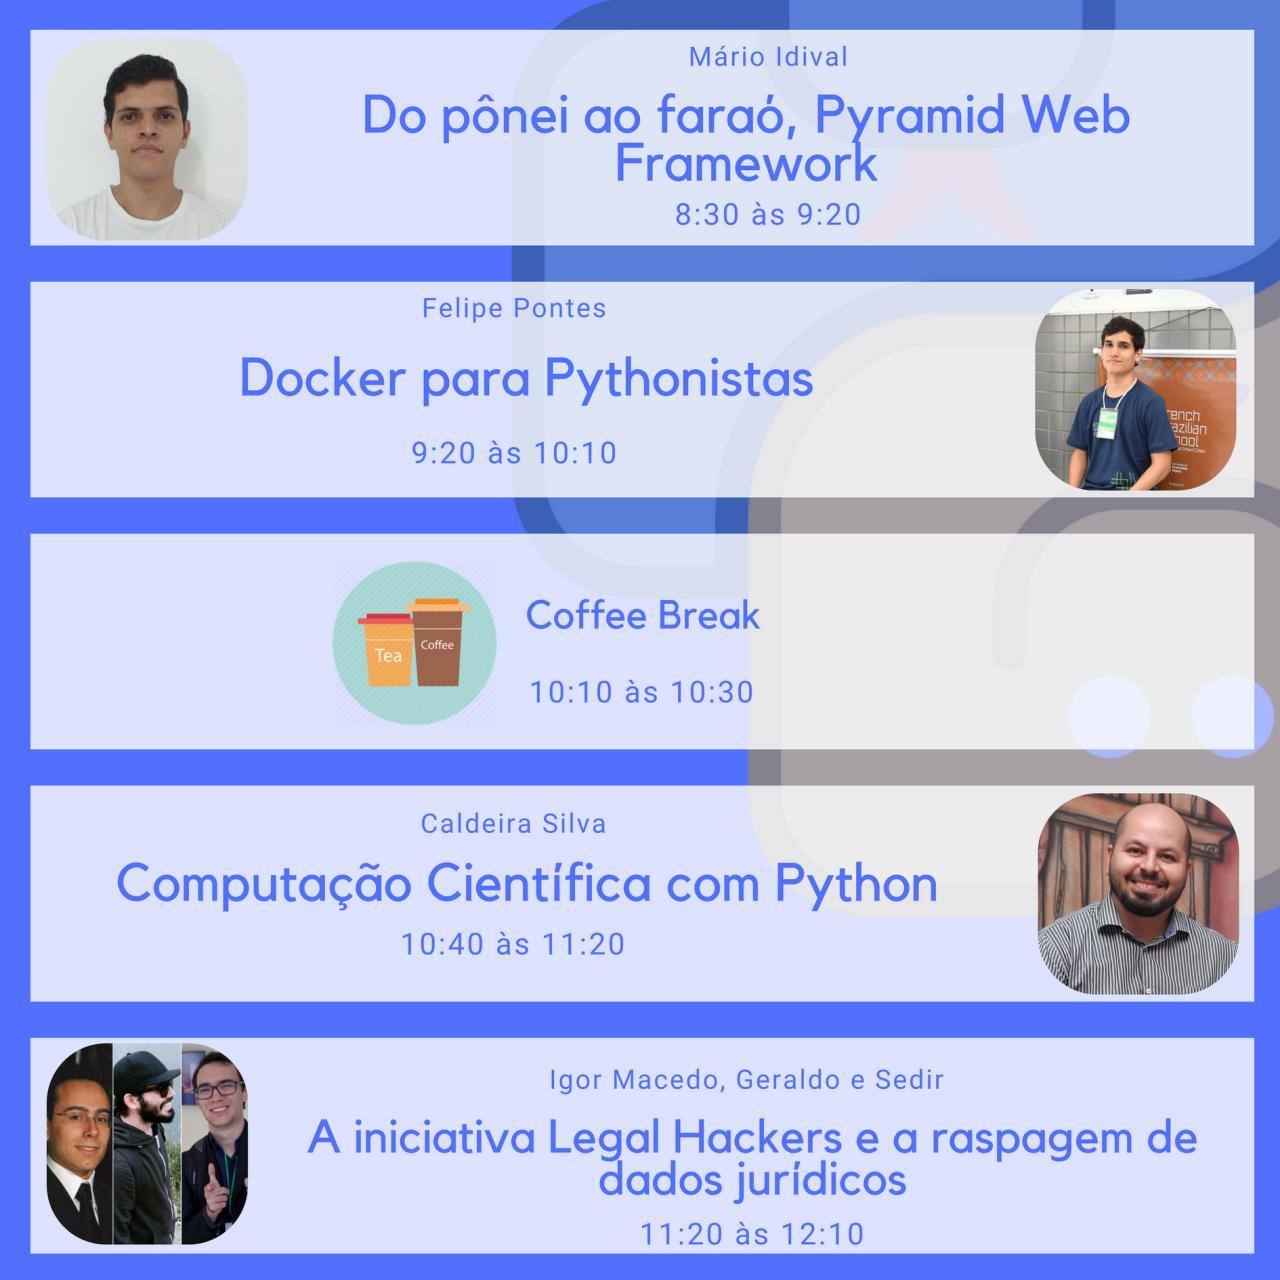 Mário Idival
Do pônei ao faraó, Pyramid Web
Framework
8:30 às 9:20
Felipe Pontes
Docker para Pythonistas
9:20 às 10:10
rench
azilian
hool
Tea
Coffee
Coffee Break
10:10 às 10:30
Caldeira Silva
Computação Científica com Python
10:40 às 11:20
Igor Macedo, Geraldo e Sedir
A iniciativa Legal Hackers e a raspagem de
dados jurídicos
11:20 às 12:10